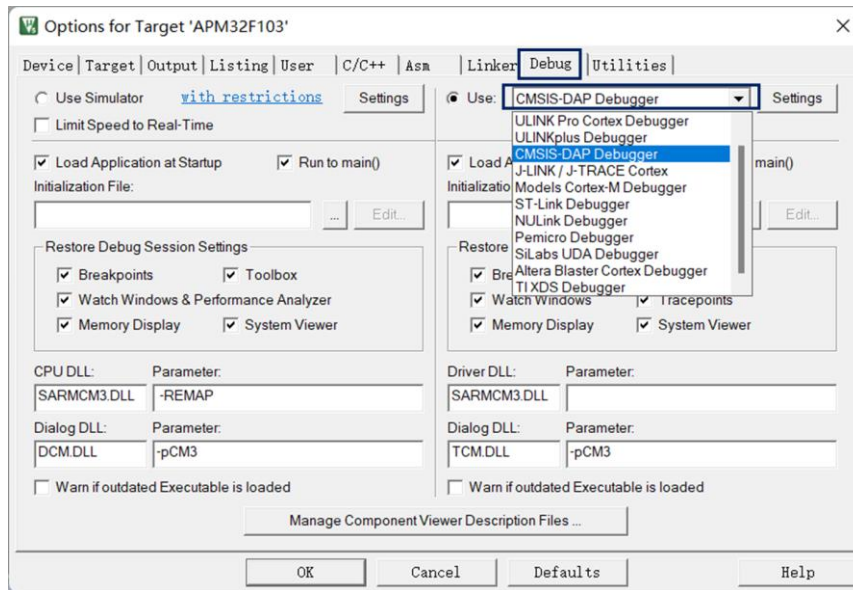 Options for Target 'APM32F103'
Device Target Output Listing User C/C++ Asm Linker Debug Utilities
Use Simulator with restrictions Settings
Limit Speed to Real-Time
Load Application at Startup Run to main()
Initialization File:
... Edit...
Restore Debug Session Settings
Breakpoints Toolbox
Watch Windows & Performance Analyzer
Memory Display System Viewer
CPU DLL: Parameter:
SARMCM3.DLL -REMAP
Dialog DLL: Parameter:
DCM.DLL -pCM3
Warn if outdated Executable is loaded
Use: CMSIS-DAP Debugger Settings
ULINK Pro Cortex Debugger
ULINKplus Debugger
CMSIS-DAP Debugger
J-LINK / J-TRACE Cortex
Models Cortex-M Debugger
ST-Link Debugger
NULink Debugger
Pemicro Debugger
SiLabs UDA Debugger
Altera Blaster Cortex Debugger
TI XDS Debugger
Load A main()
Initializatio
Edit...
Restore
Bre
Watch Windows Tracepoints
Memory Display System Viewer
Driver DLL: Parameter:
SARMCM3.DLL
Dialog DLL: Parameter:
TCM.DLL -pCM3
Warn if outdated Executable is loaded
Manage Component Viewer Description Files ...
OK Cancel Defaults Help